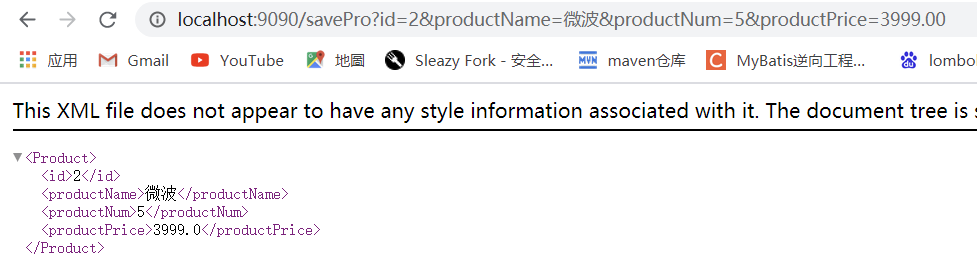 localhost:9090/savePro?id=2&productName=微波&productNum=5&productPrice=3999.00
应用 Gmail YouTube 地圖 Sleazy Fork - 安全... MVN maven仓库 C MyBatis逆向工程... lombo
This XML file does not appear to have any style information associated with it. The document tree is
<Product>
<id>2</id>
<productName>微波</productName>
<productNum>5</productNum>
<productPrice>3999.0</productPrice>
</Product>